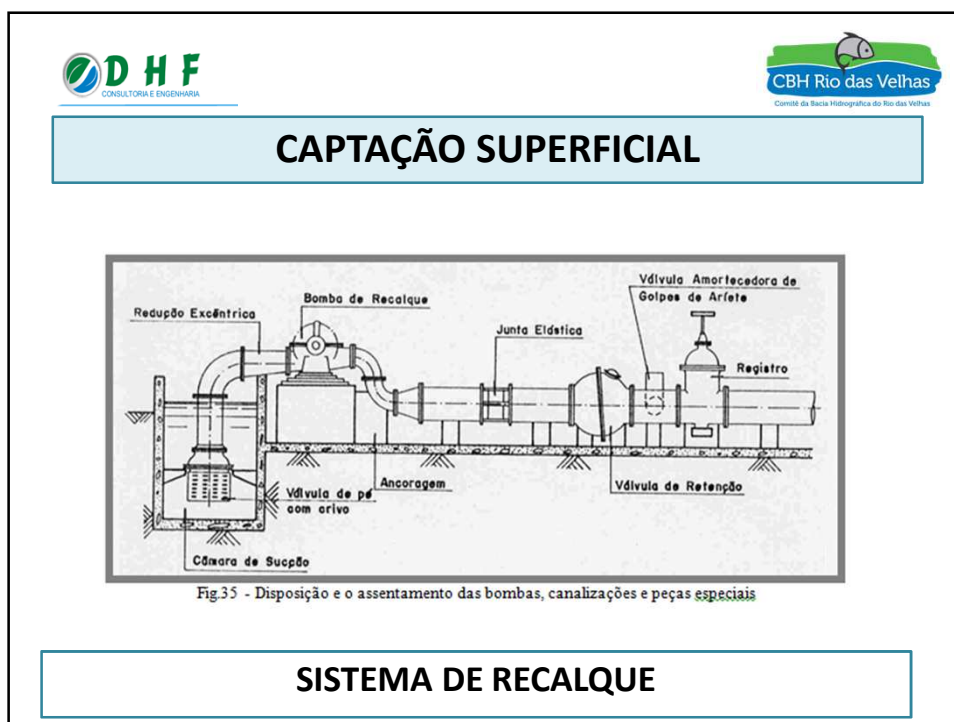 D H F
CONSULTORIA E ENGENHARIA
CBH Rio das Velhas
Comitê da Bacia Hidrográfica do Rio das Velhas
CAPTAÇÃO SUPERFICIAL
Válvula Amortecedora de
Golpes de Aríete
Bomba de Recalque
Redução Excêntrica
Junta Elástica
Registro
Ancoragem
Válvula de pé
com crivo
Válvula de Retenção
Câmara de Sucção
Fig.35 - Disposição e o assentamento das bombas, canalizações e peças especiais
SISTEMA DE RECALQUE